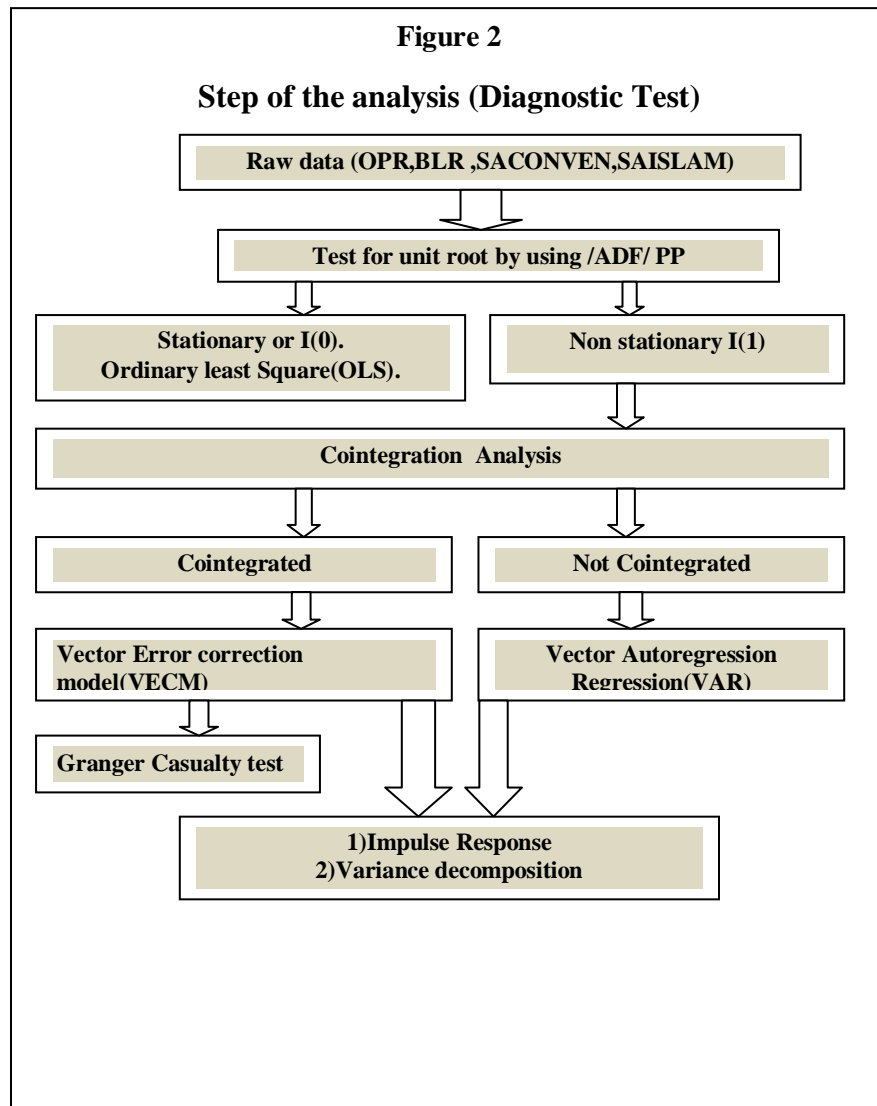 Figure 2
Step of the analysis (Diagnostic Test)
Raw data (OPR,BLR ,SACONVEN,SAISLAM)
Test for unit root by using /ADF/ PP
Stationary or I(0).
Ordinary least Square(OLS).
Non stationary I(1)
Cointegration Analysis
Cointegrated
Not Cointegrated
Vector Error correction
model(VECM)
Vector Autoregression
Regression(VAR)
Granger Casualty test
1)Impulse Response
2)Variance decomposition